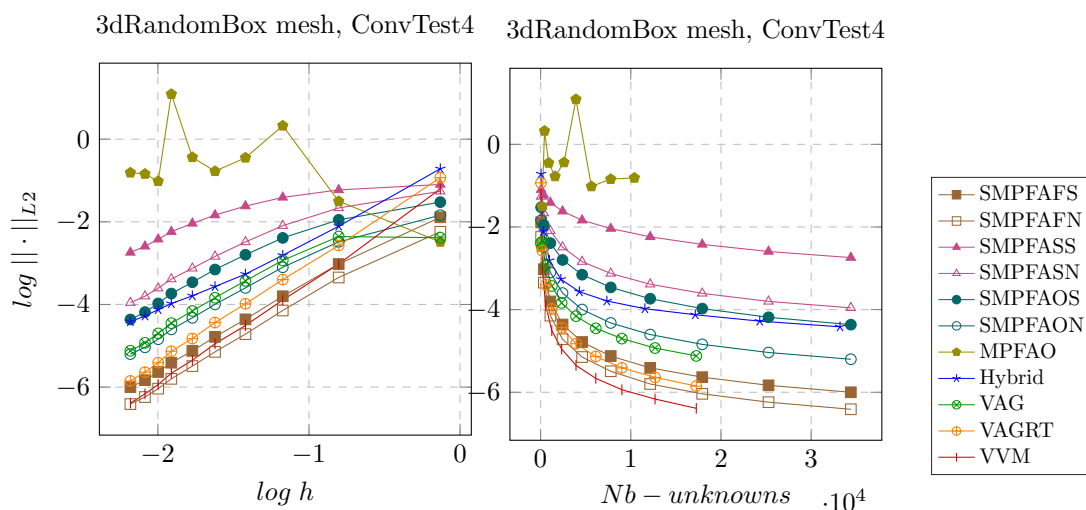 3dRandomBox mesh, ConvTest4
0
−2
−4
−6
log || · ||L2
−2
−1
0
log h
3dRandomBox mesh, ConvTest4
0
−2
−4
−6
0
1
2
3
·10^4
Nb − unknowns
SMPFAFS
SMPFAFN
SMPFASS
SMPFASN
SMPFAOS
SMPFAON
MPFAO
Hybrid
VAG
VAGRT
VVM